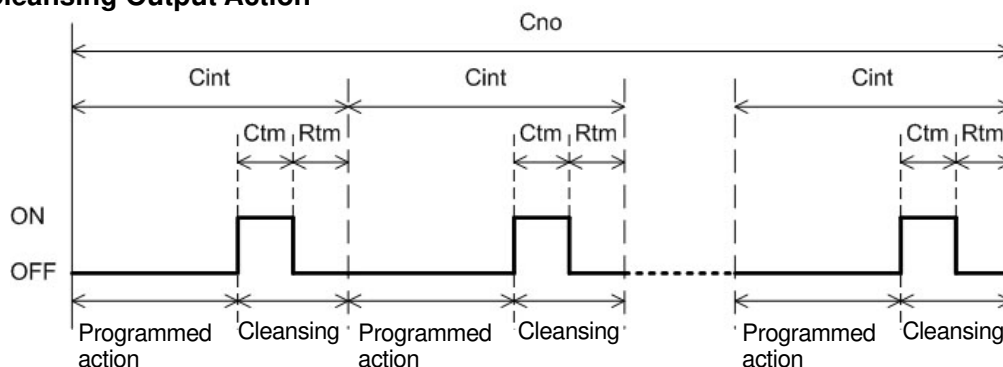 Cleansing Output Action
Cno
Cint Cint Cint
Ctm Rtm Ctm Rtm Ctm Rtm
ON
OFF
Programmed action Cleansing Programmed action Cleansing Programmed action Cleansing